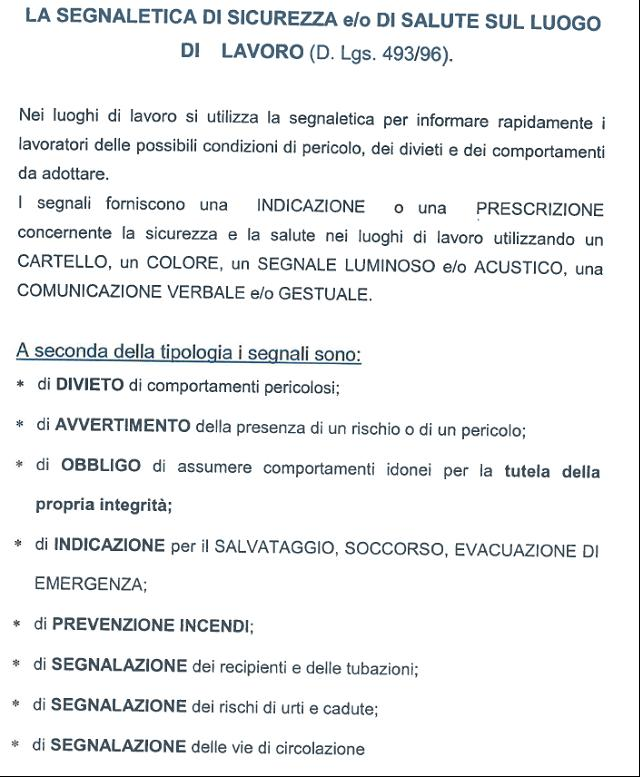 LA SEGNALETICA DI SICUREZZA e/o DI SALUTE SUL LUOGO
DI LAVORO (D. Lgs. 493/96).
Nei luoghi di lavoro si utilizza la segnaletica per informare rapidamente i
lavoratori delle possibili condizioni di pericolo, dei divieti e dei comportamenti
da adottare.
I segnali forniscono una INDICAZIONE o una PRESCRIZIONE
concernente la sicurezza e la salute nei luoghi di lavoro utilizzando un
CARTELLO, un COLORE, un SEGNALE LUMINOSO e/o ACUSTICO, una
COMUNICAZIONE VERBALE e/o GESTUALE.
A seconda della tipologia i segnali sono:
* di DIVIETO di comportamenti pericolosi;
* di AVVERTIMENTO della presenza di un rischio o di un pericolo;
* di OBBLIGO di assumere comportamenti idonei per la tutela della
propria integrità;
* di INDICAZIONE per il SALVATAGGIO, SOCCORSO, EVACUAZIONE DI
EMERGENZA;
* di PREVENZIONE INCENDI;
* di SEGNALAZIONE dei recipienti e delle tubazioni;
* di SEGNALAZIONE dei rischi di urti e cadute;
* di SEGNALAZIONE delle vie di circolazione